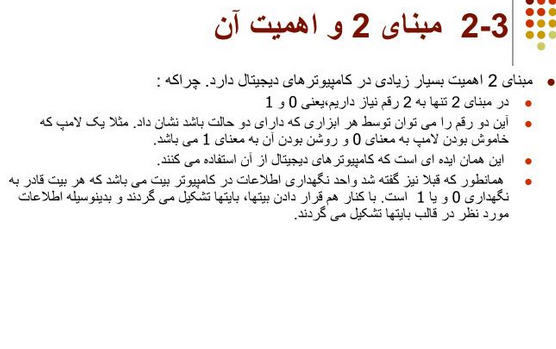 2-3 مبنای 2 و اهمیت آن
مبنای 2 اهمیت بسیار زیادی در کامپیوترهای دیجیتال دارد. چراکه :
در مبنای 2 تنها به 2 رقم نیاز داریم،یعنی 0 و 1
آین دو رقم را می توان توسط هر ابزاری که دارای دو حالت باشد نشان داد. مثلا یک لامپ که
خاموش بودن لامپ به معنای 0 و روشن بودن آن به معنای 1 می باشد.
این همان ایده ای است که کامپیوترهای دیجیتال از آن استفاده می کنند.
همانطور که قبلا نیز گفته شد واحد نگهداری اطلاعات در کامپیوتر بیت می باشد که هر بیت قادر به
نگهداری 0 و یا 1 است. با کنار هم قرار دادن بیتها، بایتها تشکیل می گردند و بدینوسیله اطلاعات
مورد نظر در قالب بایتها تشکیل می گردند.